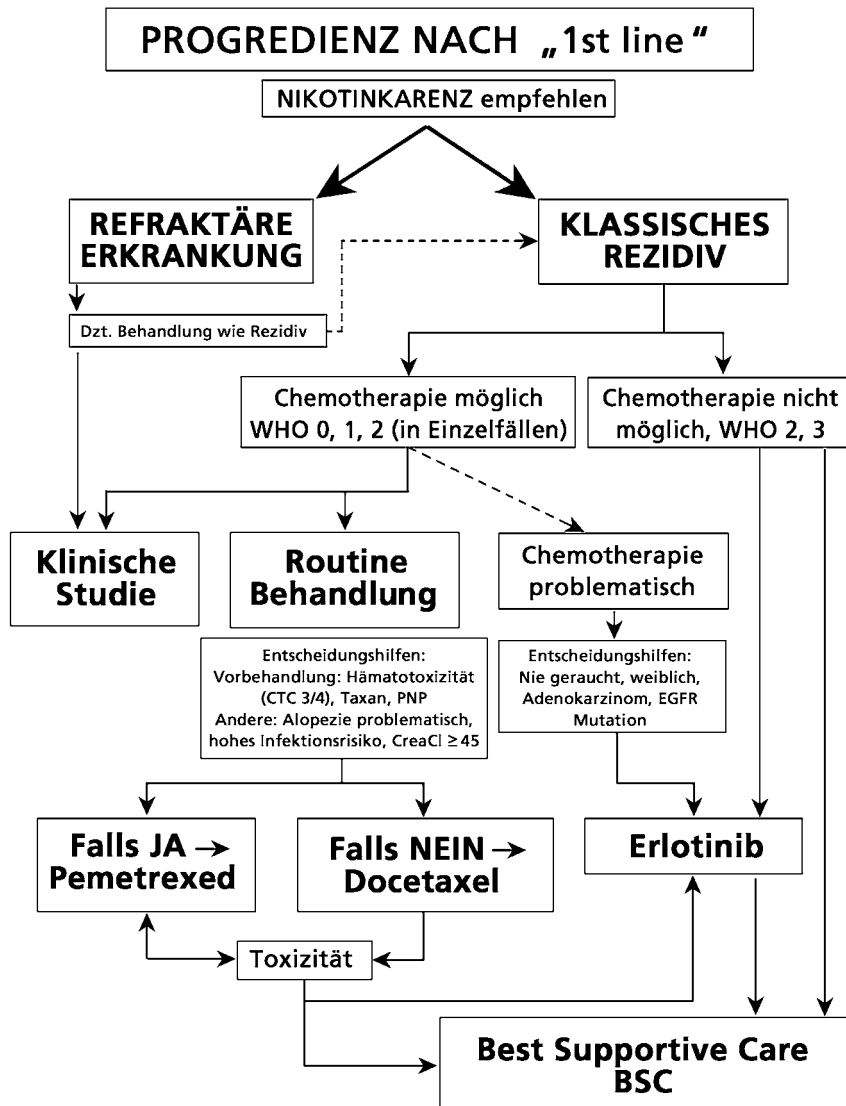 PROGREDIENZ NACH „1st line“
NIKOTINKARENZ empfehlen
REFRAKTÄRE
ERKRANKUNG
KLASSISCHES
REZIDIV
Dzt. Behandlung wie Rezidiv
Chemotherapie möglich
WHO 0, 1, 2 (in Einzelfällen)
Chemotherapie nicht
möglich, WHO 2, 3
Klinische
Studie
Routine
Behandlung
Chemotherapie
problematisch
Entscheidungshilfen:
Vorbehandlung: Hämatotoxizität
(CTC 3/4), Taxan, PNP
Andere: Alopezie problematisch,
hohes Infektionsrisiko, CreaCl ≥ 45
Entscheidungshilfen:
Nie geraucht, weiblich,
Adenokarzinom, EGFR
Mutation
Falls JA →
Pemetrexed
Falls NEIN →
Docetaxel
Erlotinib
Toxizität
Best Supportive Care
BSC